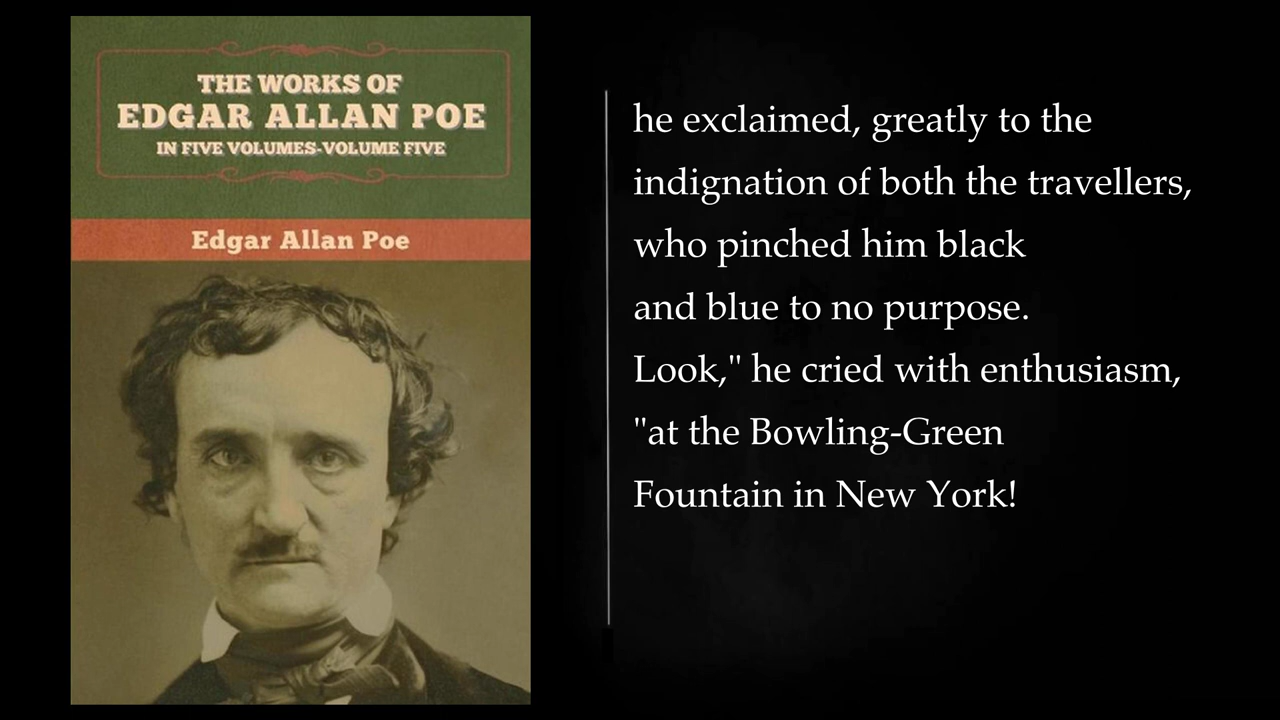 THE WORKS OF
EDGAR ALLAN POE
IN FIVE VOLUMES-VOLUME FIVE
Edgar Allan Poe
he exclaimed, greatly to the
indignation of both the travellers,
who pinched him black
and blue to no purpose.
Look," he cried with enthusiasm,
"at the Bowling-Green
Fountain in New York!